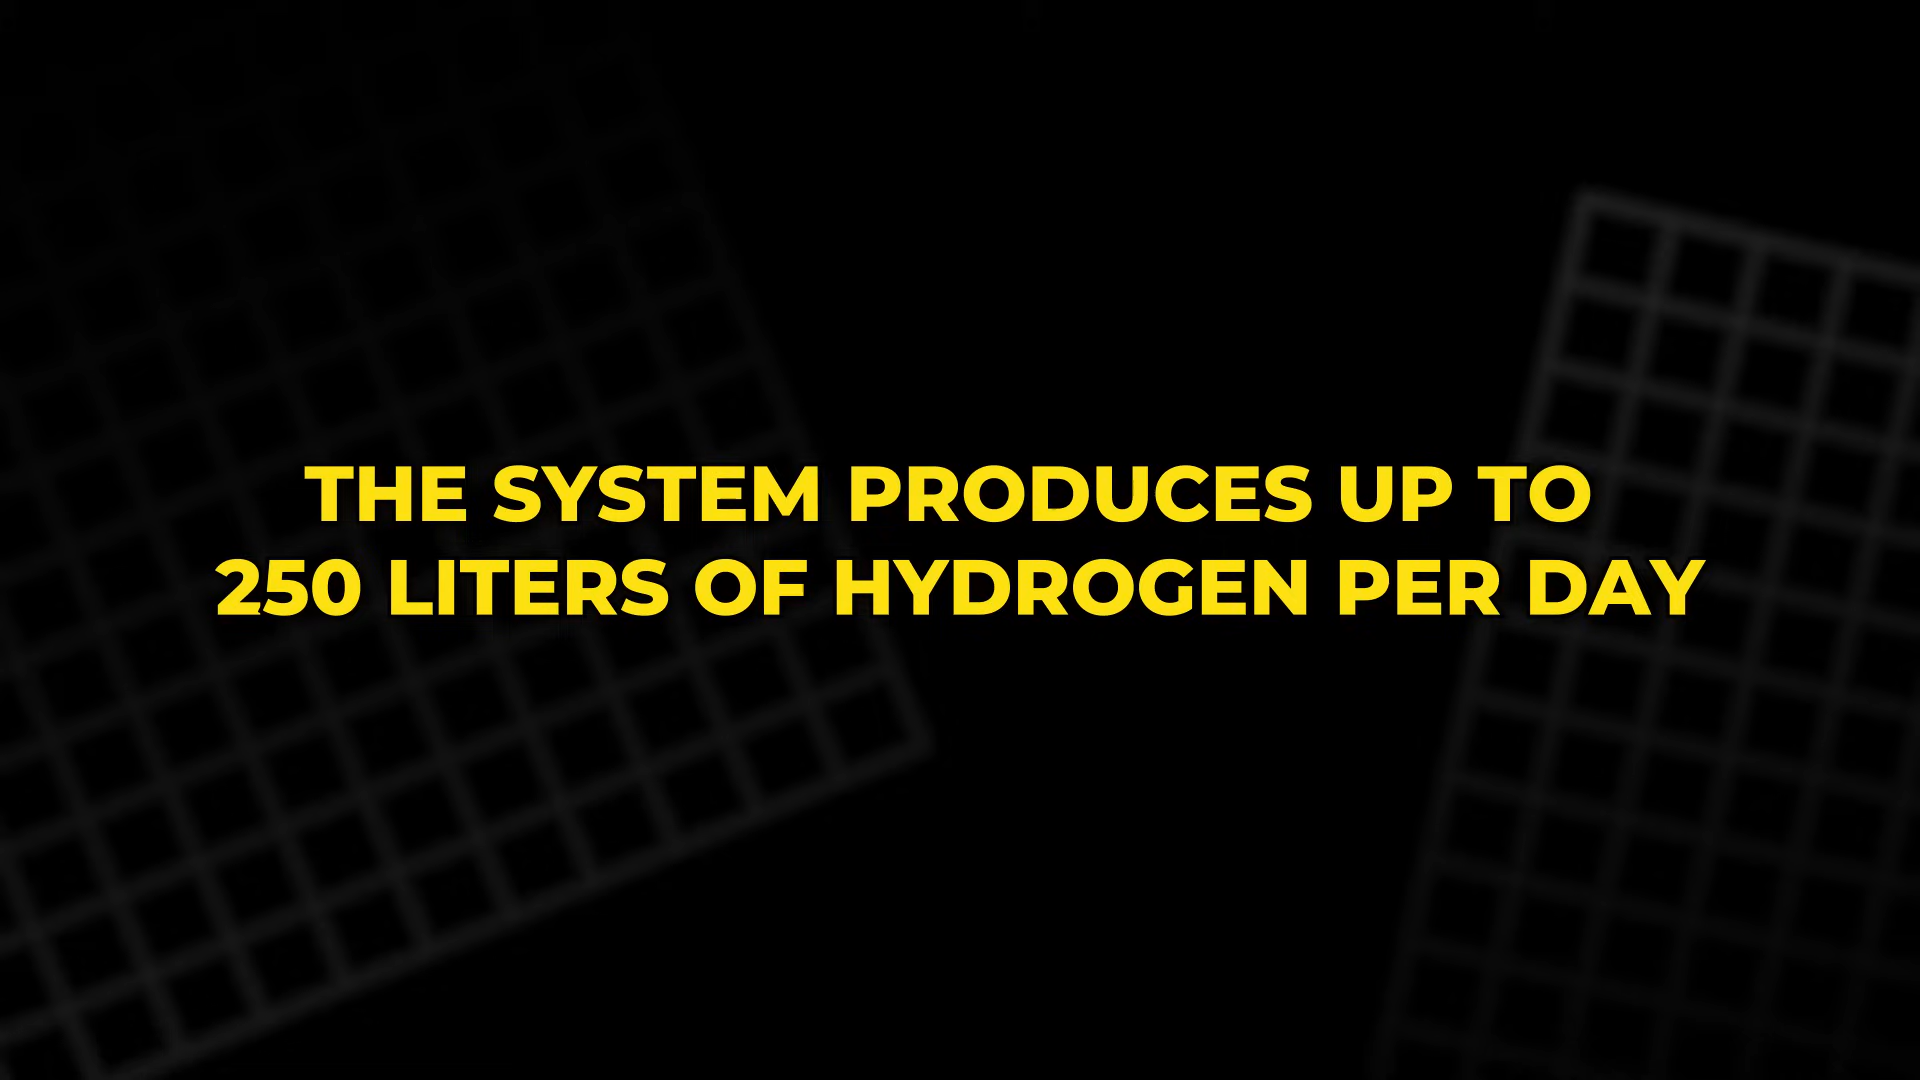 THE SYSTEM PRODUCES UP TO
250 LITERS OF HYDROGEN PER DAY